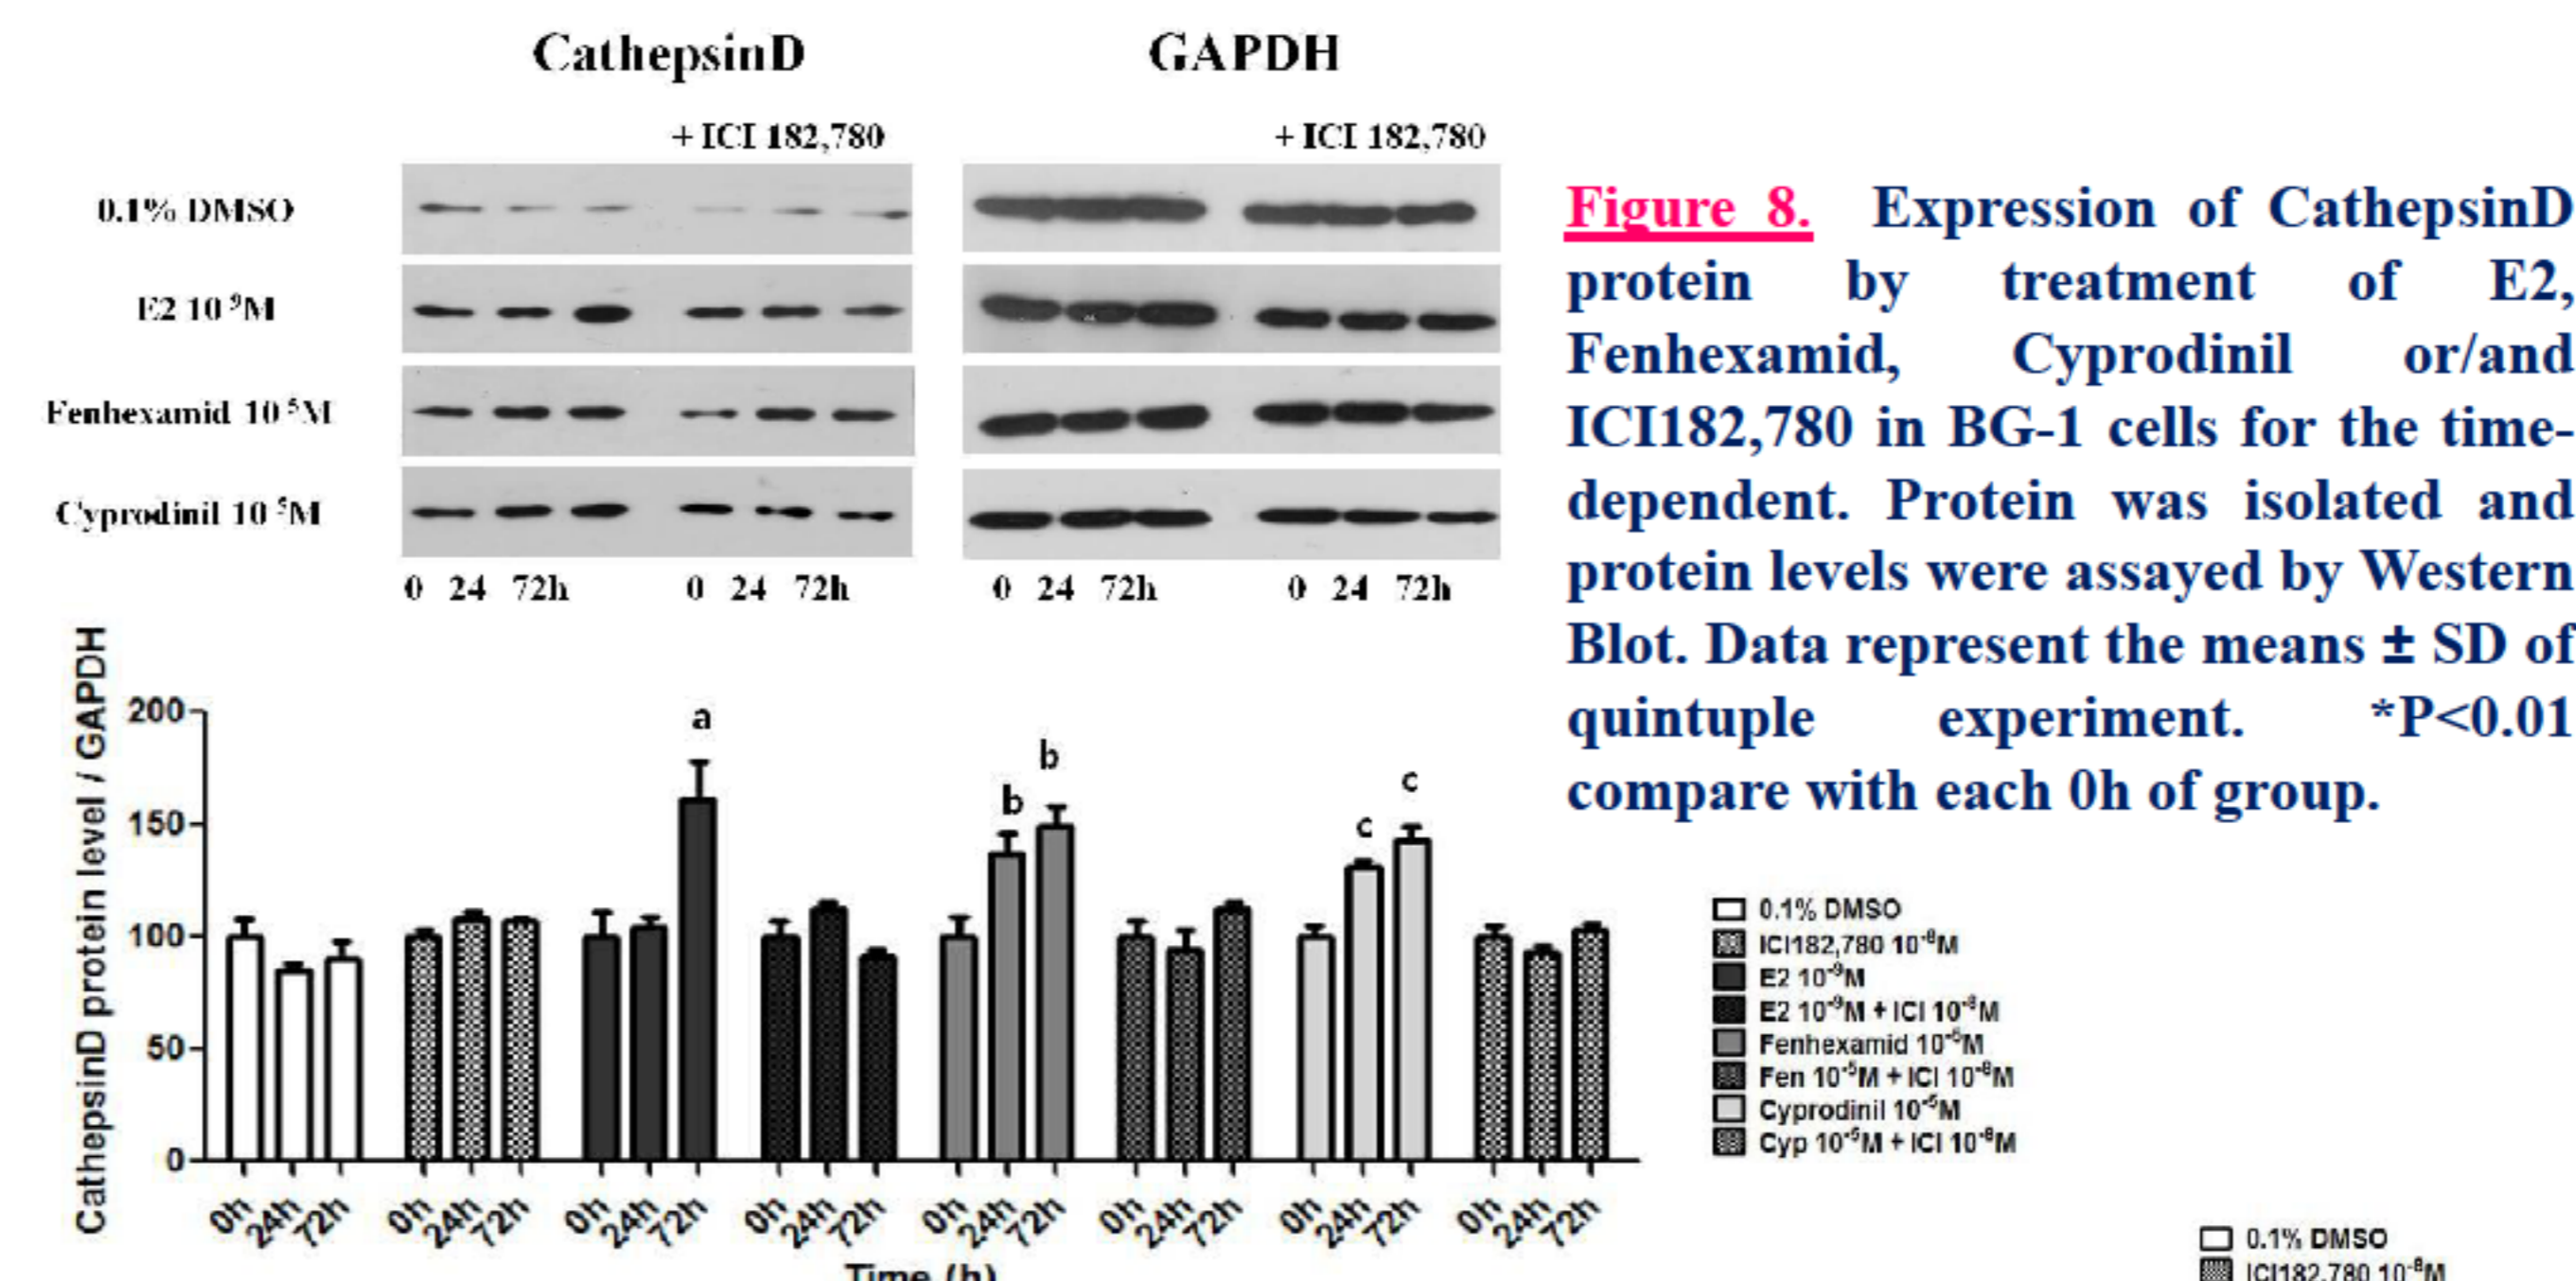 CathepsinD GAPDH
+ ICI 182,780 + ICI 182,780
0.1% DMSO
E2 10⁻⁹M
Fenhexamid 10⁻⁵M
Cyprodinil 10⁻⁵M
0 24 72h 0 24 72h 0 24 72h 0 24 72h
Figure 8. Expression of CathepsinD
protein by treatment of E2,
Fenhexamid, Cyprodinil or/and
ICI182,780 in BG-1 cells for the time-
dependent. Protein was isolated and
protein levels were assayed by Western
Blot. Data represent the means ± SD of
quintuple experiment. *P<0.01
compare with each 0h of group.
CathepsinD protein level / GAPDH
200
150
100
50
0
a
b
b
c
c
0h 24h 72h 0h 24h 72h 0h 24h 72h 0h 24h 72h 0h 24h 72h 0h 24h 72h 0h 24h 72h 0h 24h 72h
Time (h)
0.1% DMSO
ICI182,780 10⁻⁸M
E2 10⁻⁹M
E2 10⁻⁹M + ICI 10⁻⁸M
Fenhexamid 10⁻⁵M
Fen 10⁻⁵M + ICI 10⁻⁸M
Cyprodinil 10⁻⁵M
Cyp 10⁻⁵M + ICI 10⁻⁸M
0.1% DMSO
ICI182,780 10⁻⁸M